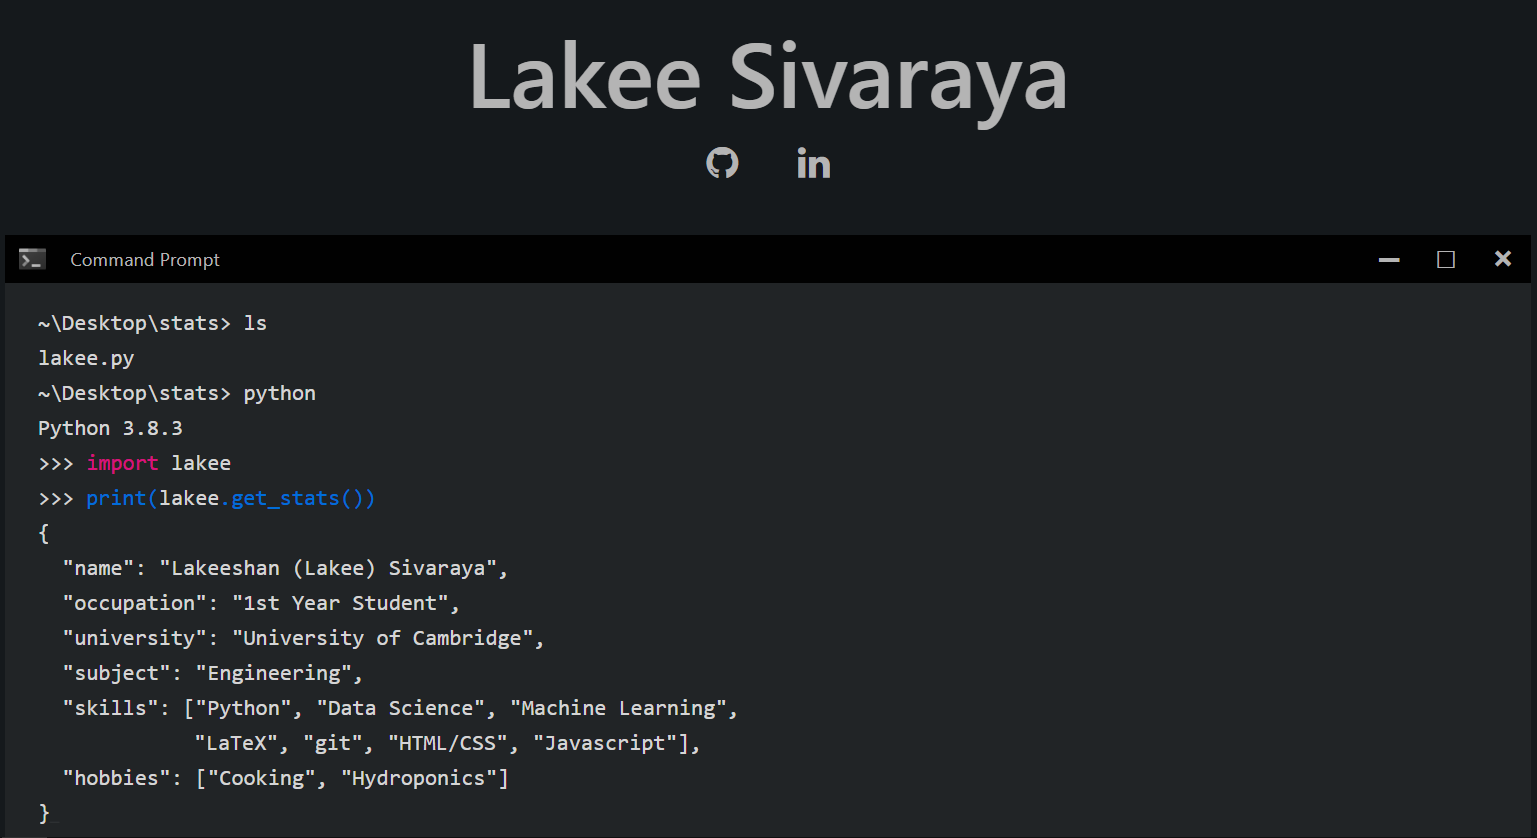 Lakee Sivaraya
in
Command Prompt
~\Desktop\stats> ls
lakee.py
~\Desktop\stats> python
Python 3.8.3
>>> import lakee
>>> print(lakee.get_stats())
{
  "name": "Lakeeshan (Lakee) Sivaraya",
  "occupation": "1st Year Student",
  "university": "University of Cambridge",
  "subject": "Engineering",
  "skills": ["Python", "Data Science", "Machine Learning",
             "LaTeX", "git", "HTML/CSS", "Javascript"],
  "hobbies": ["Cooking", "Hydroponics"]
}